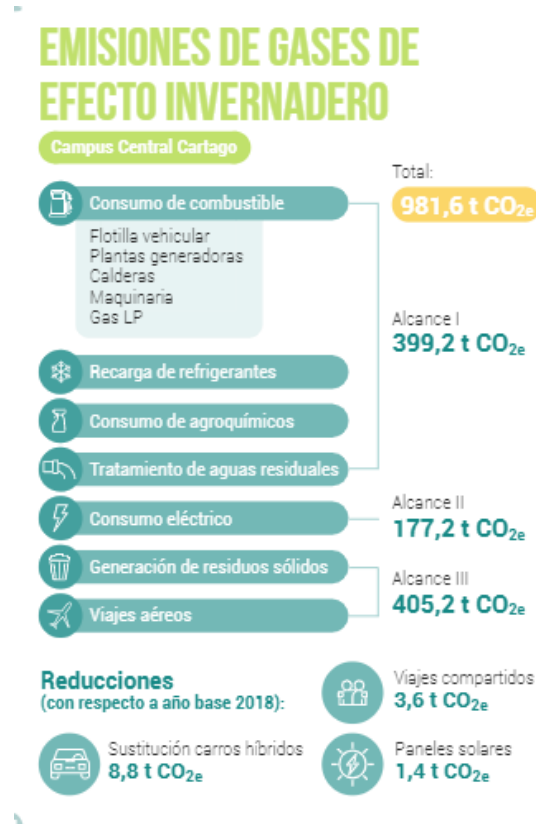 EMISIONES DE GASES DE
EFECTO INVERNADERO
Campus Central Cartago
Total:
981,6 t CO2e
Consumo de combustible
Flotilla vehicular
Plantas generadoras
Calderas
Maquinaria
Gas LP
Alcance I
399,2 t CO2e
Recarga de refrigerantes
Consumo de agroquímicos
Tratamiento de aguas residuales
Consumo eléctrico
Alcance II
177,2 t CO2e
Generación de residuos sólidos
Viajes aéreos
Alcance III
405,2 t CO2e
Reducciones
(con respecto a año base 2018):
Viajes compartidos
3,6 t CO2e
Sustitución carros híbridos
8,8 t CO2e
Paneles solares
1,4 t CO2e